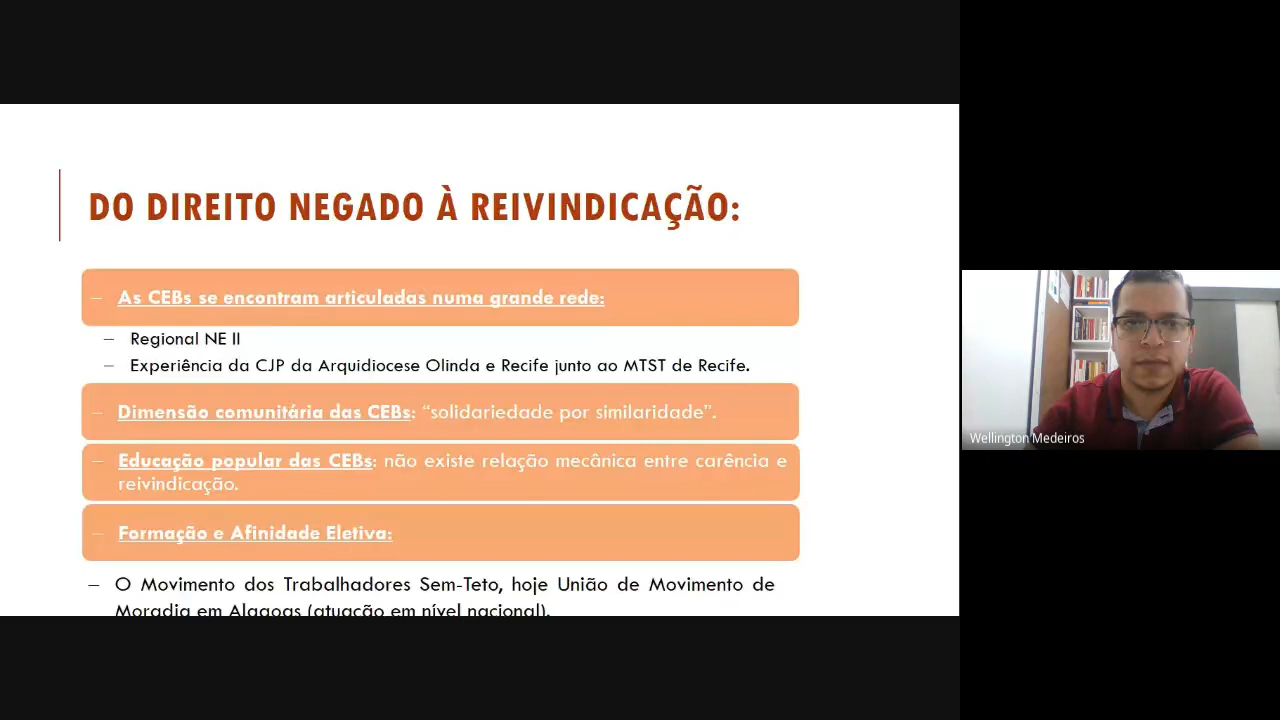 DO DIREITO NEGADO À REIVINDICAÇÃO:
– As CEBs se encontram articuladas numa grande rede:
– Regional NE II
– Experiência da CJP da Arquidiocese Olinda e Recife junto ao MTST de Recife.
– Dimensão comunitária das CEBs: “solidariedade por similaridade”.
– Educação popular das CEBs: não existe relação mecânica entre carência e
reivindicação.
– Formação e Afinidade Eletiva:
– O Movimento dos Trabalhadores Sem-Teto, hoje União de Movimento de
Moradia em Alagoas (atuação em nível nacional).
Wellington Medeiros